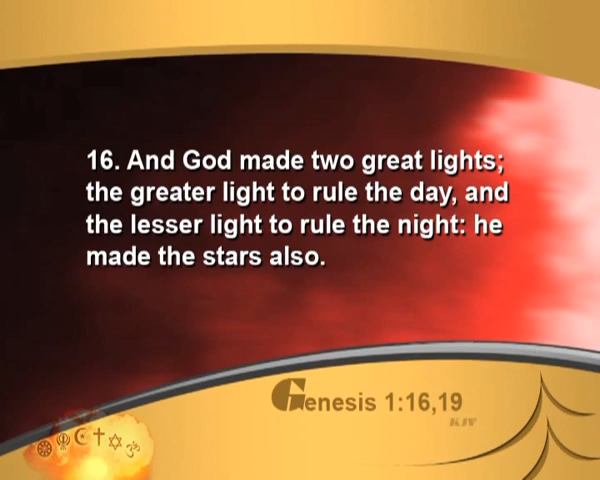 16. And God made two great lights;
the greater light to rule the day, and
the lesser light to rule the night: he
made the stars also.
Genesis 1:16,19
KJV